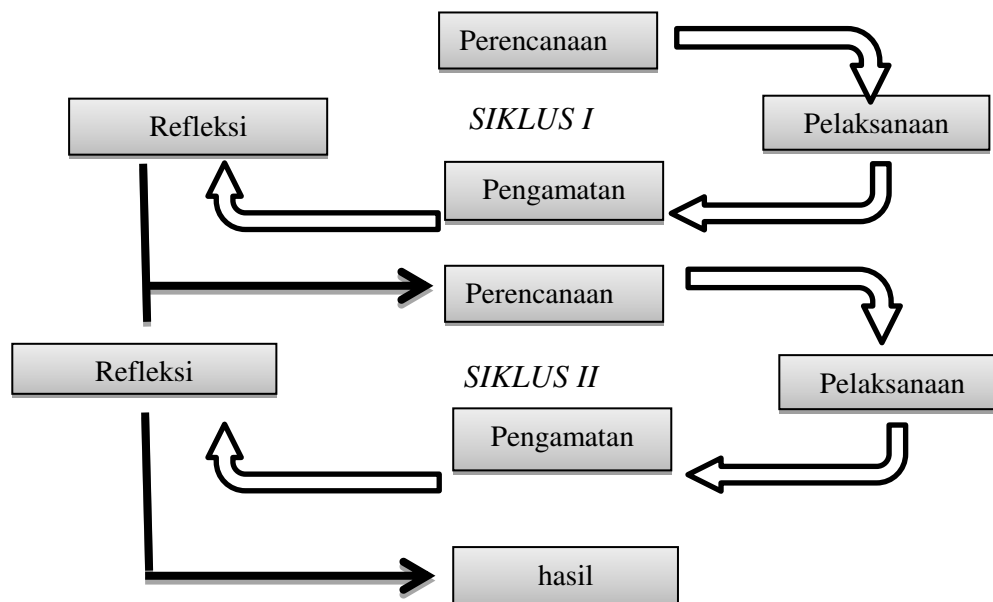 Perencanaan
Refleksi
SIKLUS I
Pelaksanaan
Pengamatan
Perencanaan
Refleksi
SIKLUS II
Pelaksanaan
Pengamatan
hasil